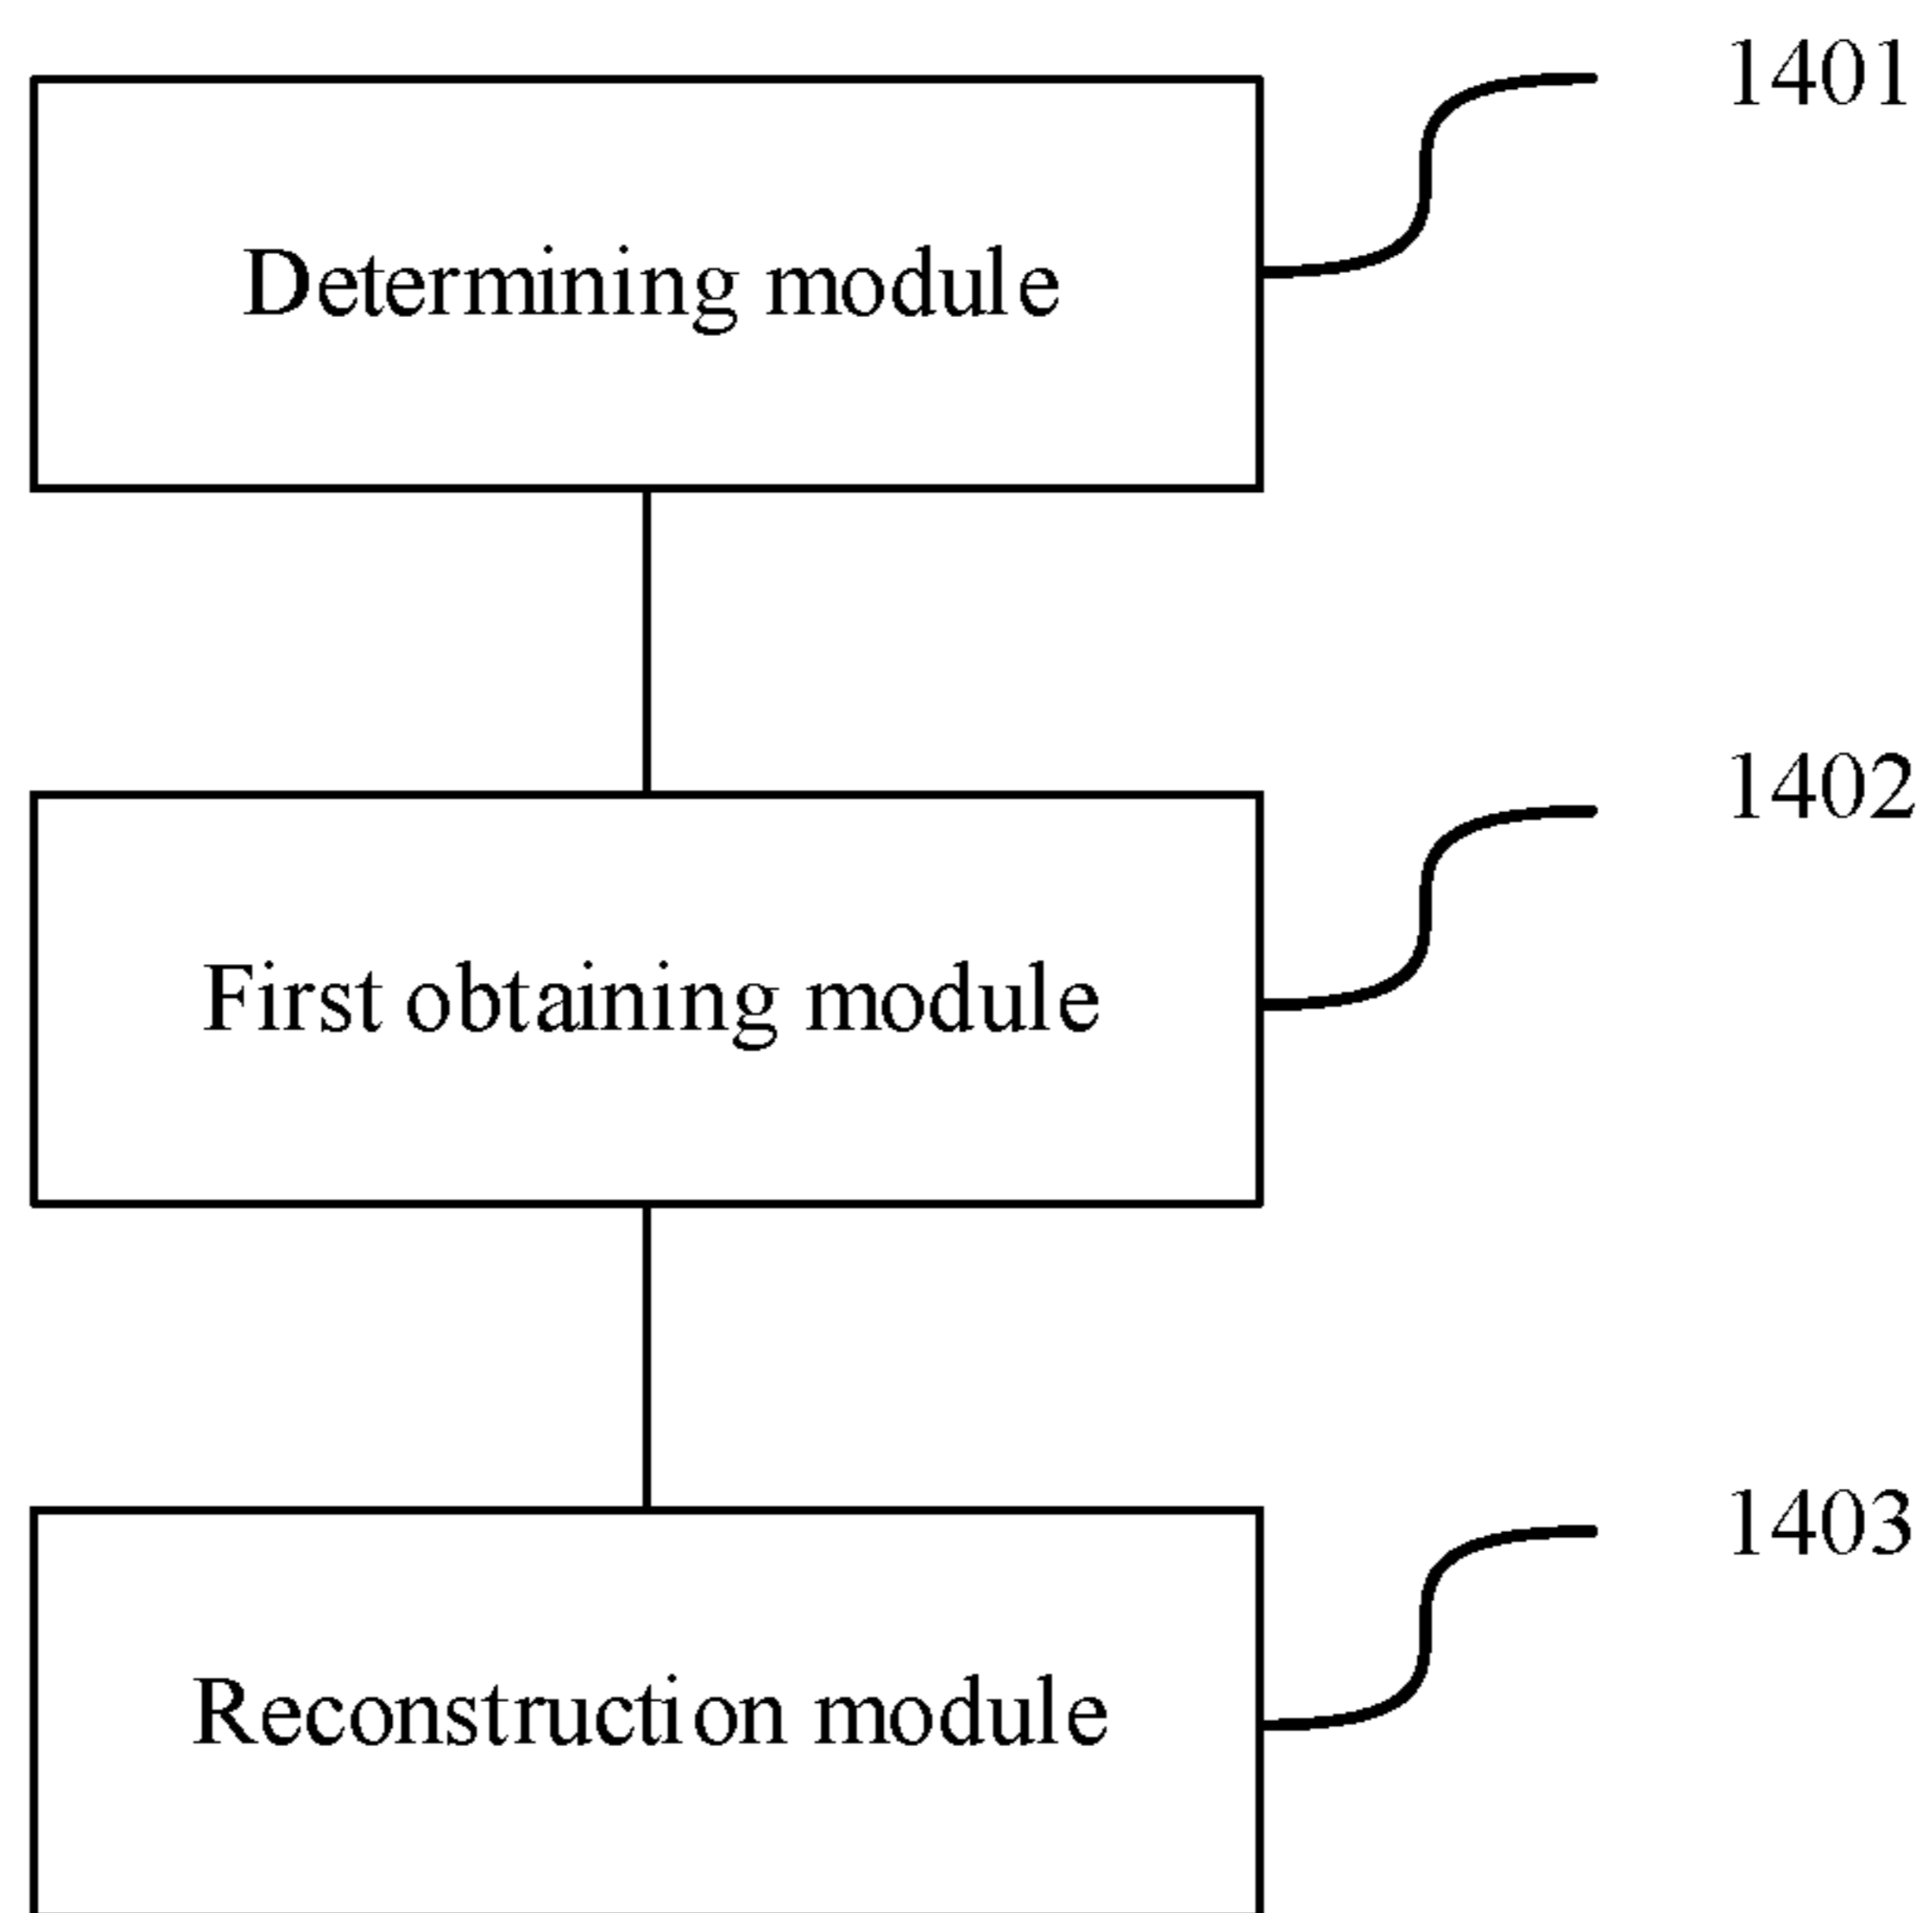 1401
Determining module
1402
First obtaining module
1403
Reconstruction module